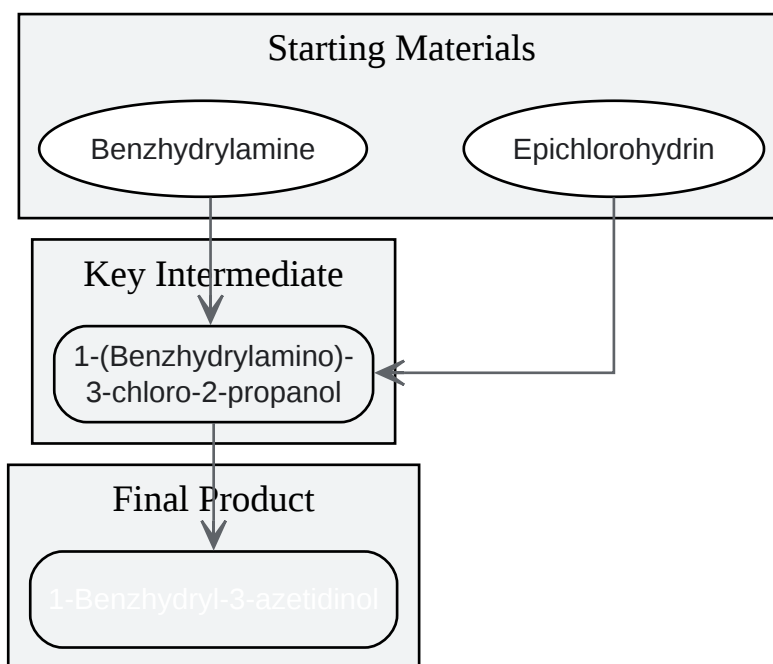 Starting Materials
Benzhydrylamine
Epichlorohydrin
Key Intermediate
1-(Benzhydrylamino)-
3-chloro-2-propanol
Final Product
1-Benzhydryl-3-azetidinol